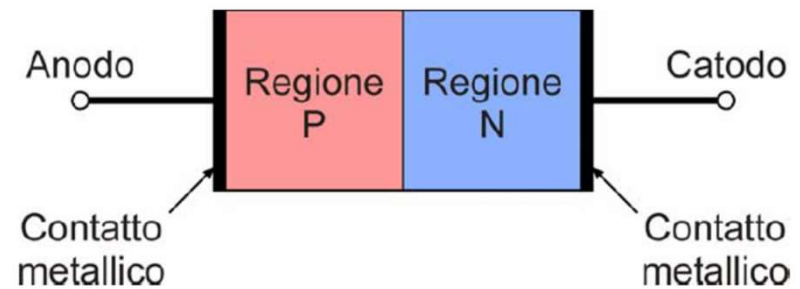 Anodo
Regione
P
Regione
N
Catodo
Contatto
metallico
Contatto
metallico